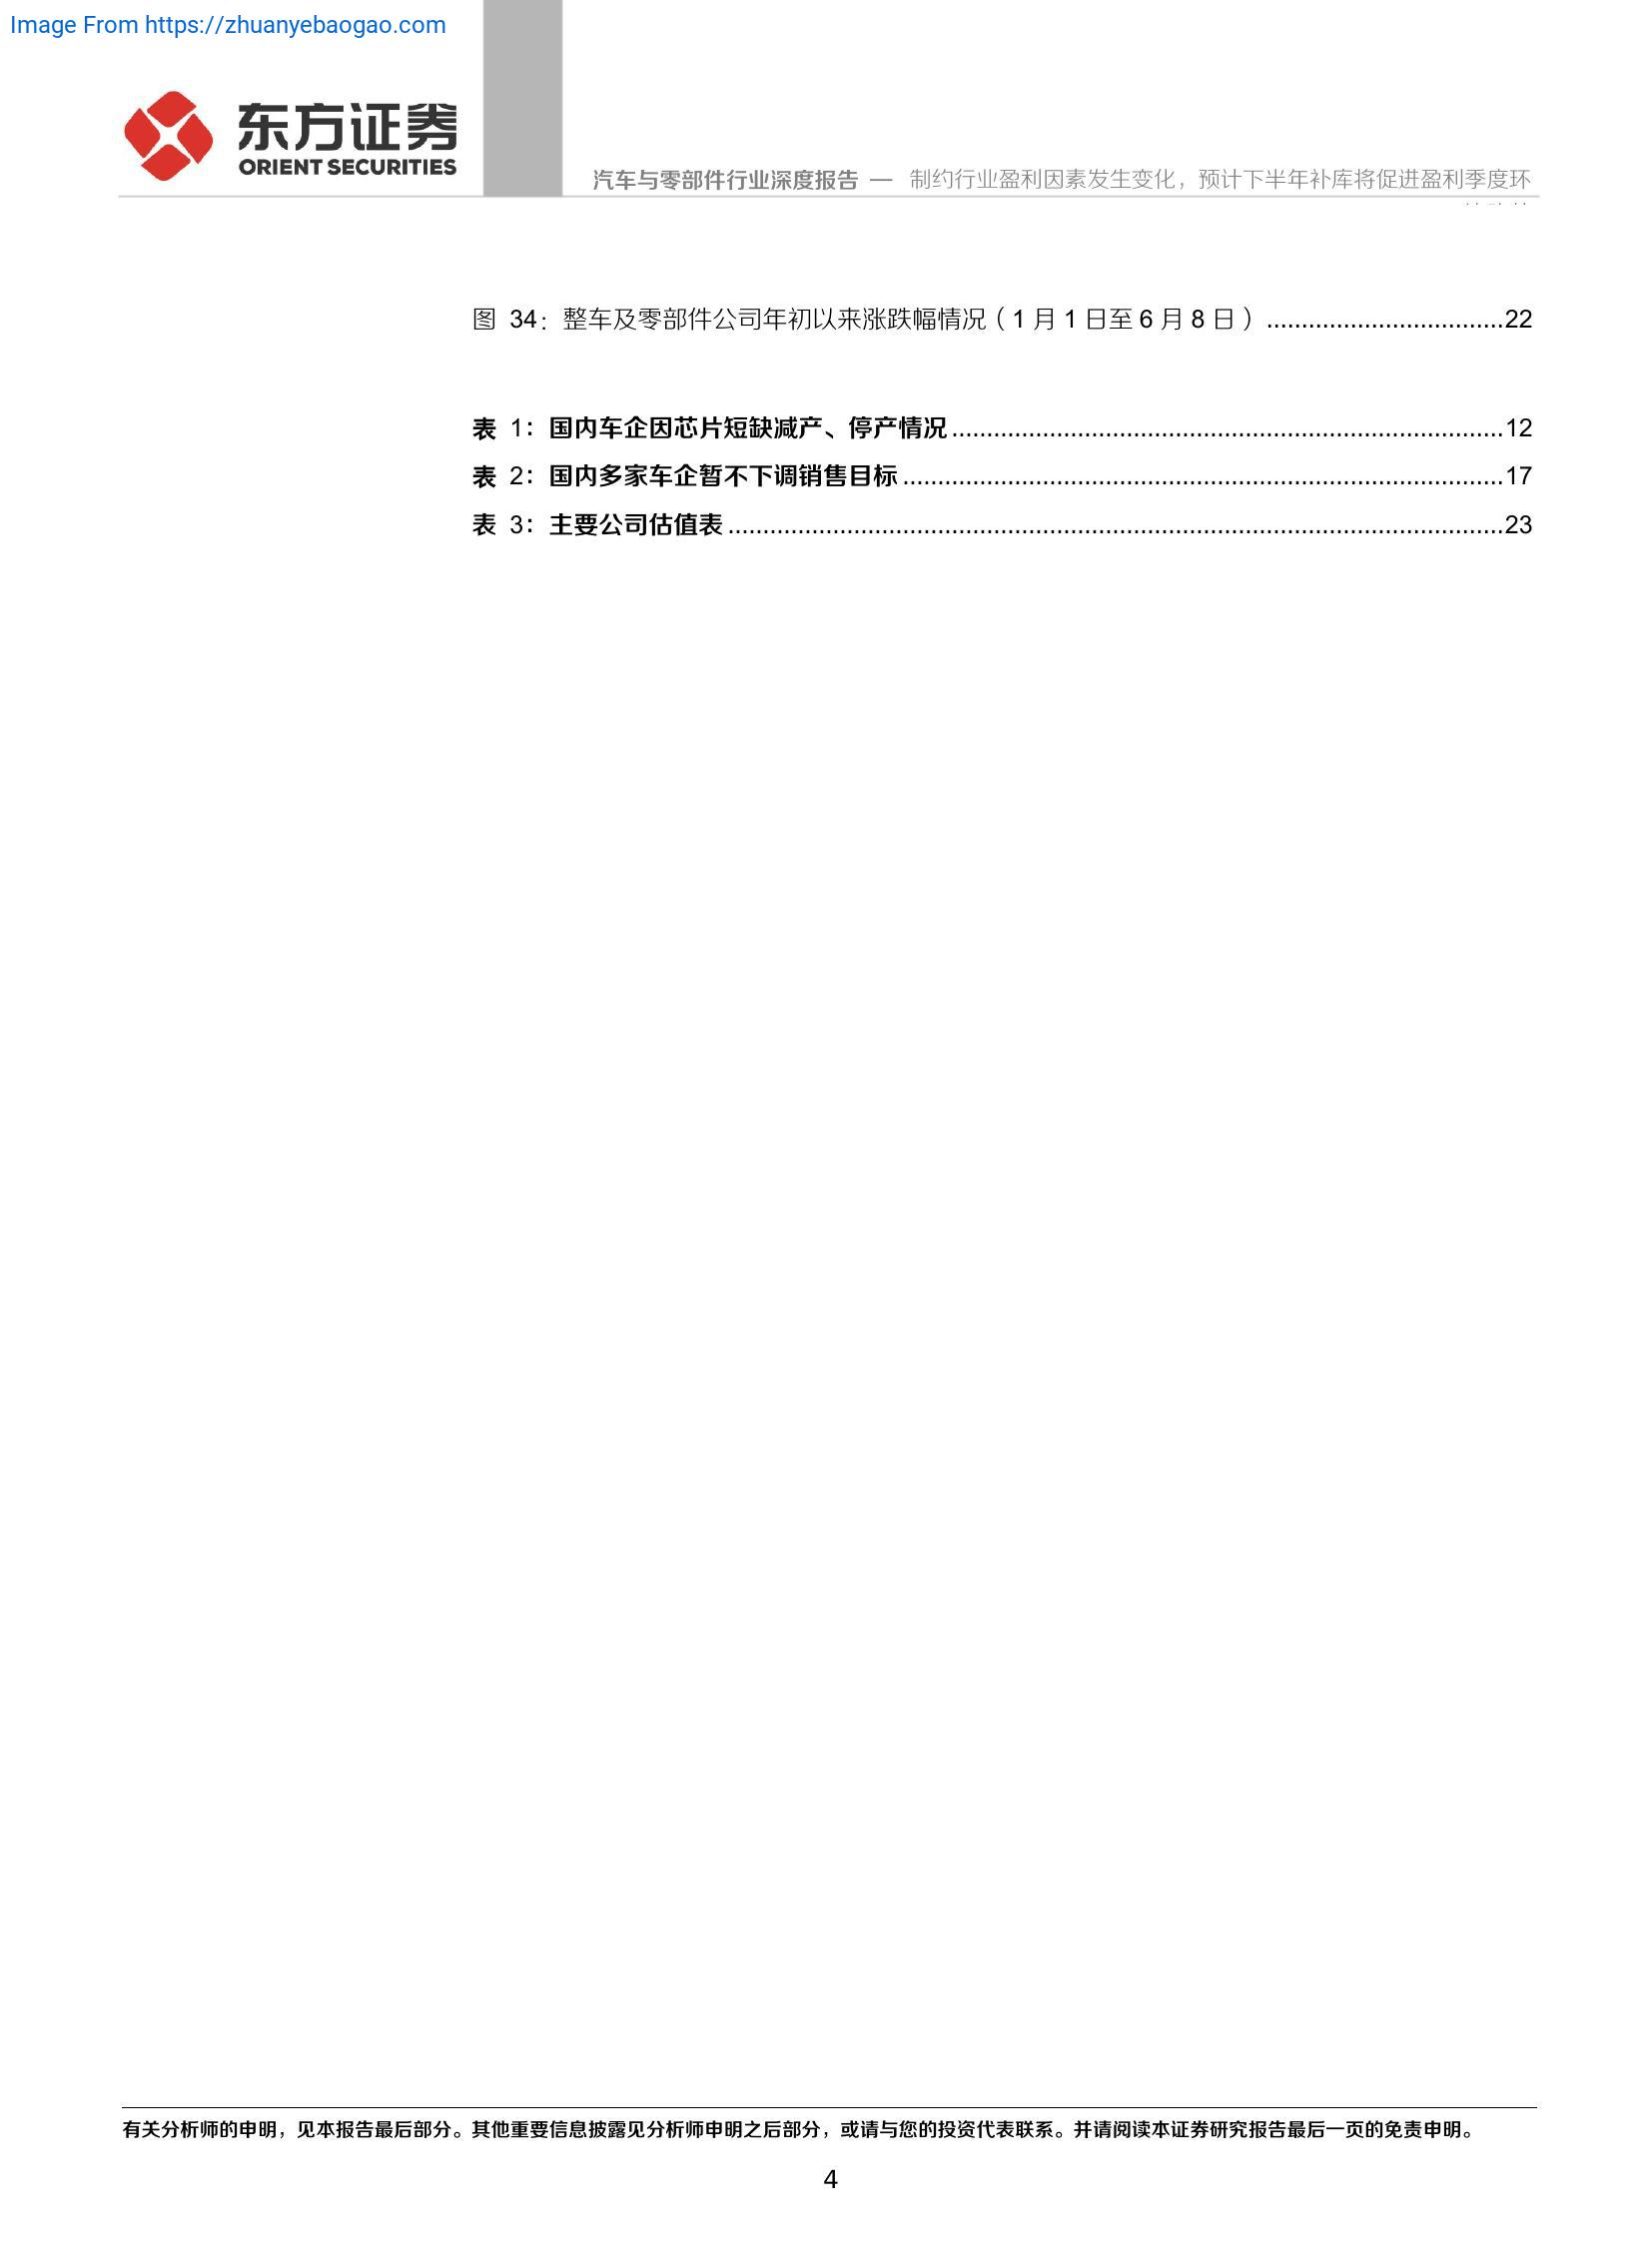 Image From https://zhuanyebaogao.com
东方证券
ORIENT SECURITIES
汽车与零部件行业深度报告 — 制约行业盈利因素发生变化，预计下半年补库将促进盈利季度环
图 34：整车及零部件公司年初以来涨跌幅情况（1 月 1 日至 6 月 8 日）..................................22
表 1：国内车企因芯片短缺减产、停产情况...............................................................................12
表 2：国内多家车企暂不下调销售目标......................................................................................17
表 3：主要公司估值表...............................................................................................................23
有关分析师的申明，见本报告最后部分。其他重要信息披露见分析师申明之后部分，或请与您的投资代表联系。并请阅读本证券研究报告最后一页的免责申明。
4